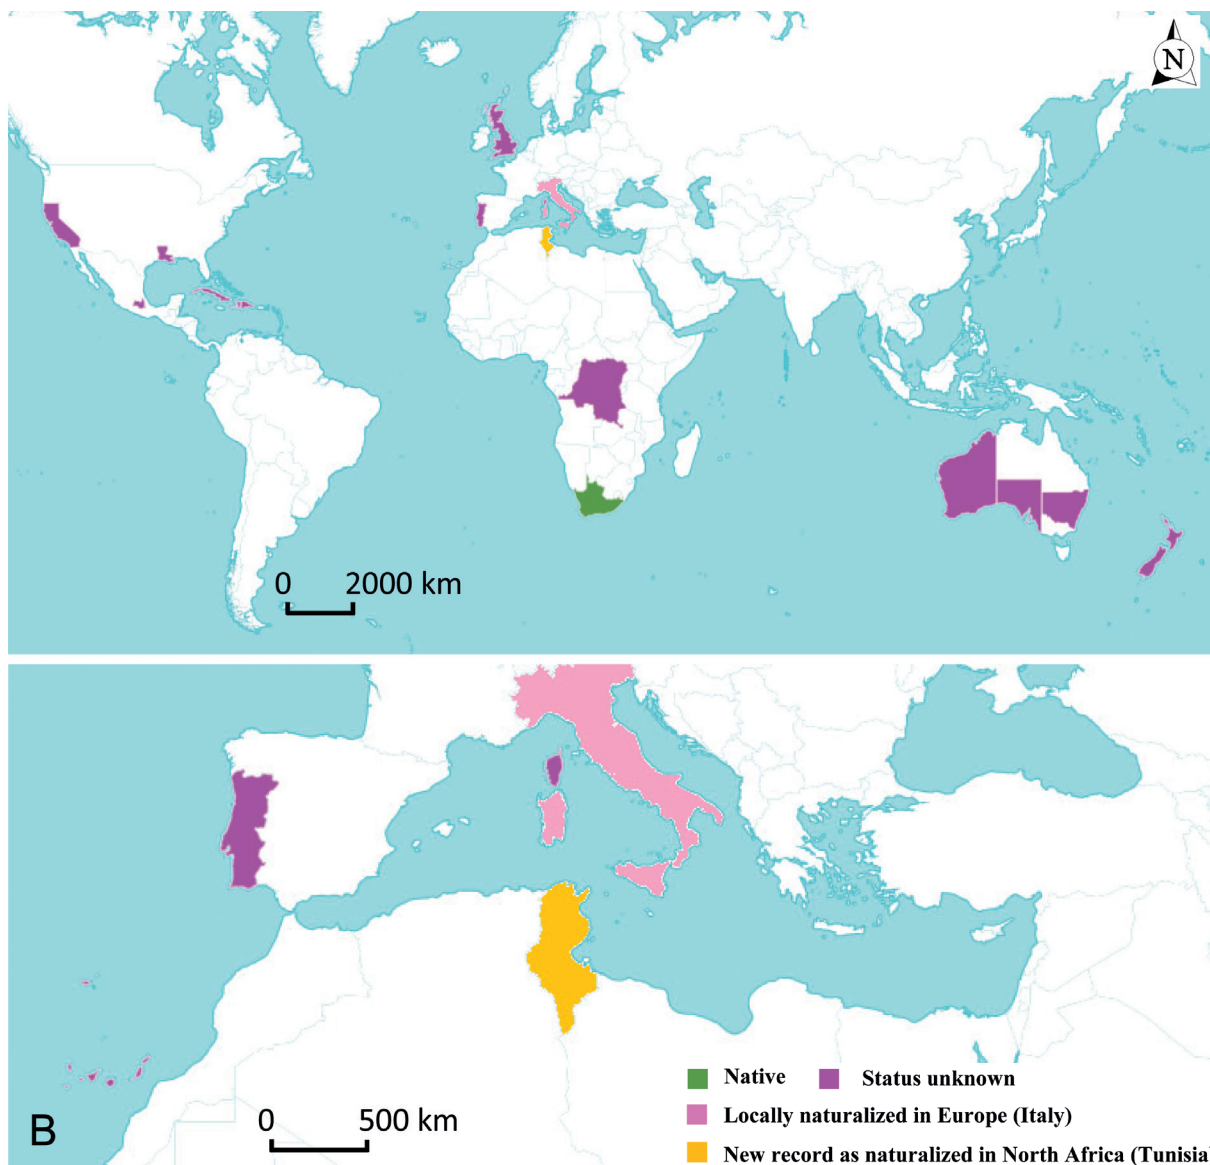 N
0 2000 km
Native Status unknown
Locally naturalized in Europe (Italy)
0 500 km
B
New record as naturalized in North Africa (Tunisia